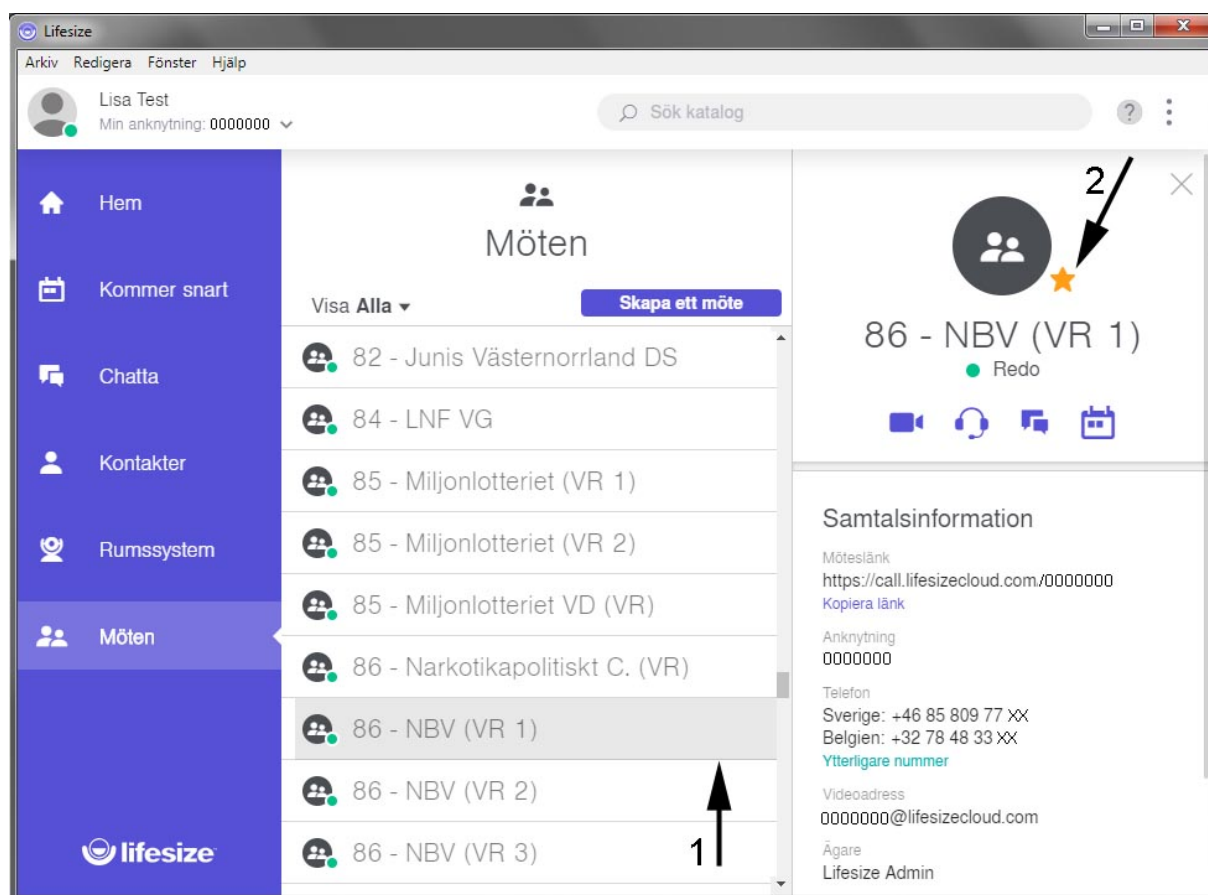 Lifesize
Arkiv Redigera Fönster Hjälp
Lisa Test
Min anknytning: 0000000
Sök katalog
?
Hem
Kommer snart
Chatta
Kontakter
Rumssystem
Möten
lifesize
Möten
Visa Alla
Skapa ett möte
82 - Junis Västernorrland DS
84 - LNF VG
85 - Miljonlotteriet (VR 1)
85 - Miljonlotteriet (VR 2)
85 - Miljonlotteriet VD (VR)
86 - Narkotikapolitiskt C. (VR)
86 - NBV (VR 1)
86 - NBV (VR 2)
86 - NBV (VR 3)
1
2
86 - NBV (VR 1)
Redo
Samtalsinformation
Möteslänk
https://call.lifesizecloud.com/0000000
Kopiera länk
Anknytning
0000000
Telefon
Sverige: +46 85 809 77 XX
Belgien: +32 78 48 33 XX
Ytterligare nummer
Videoadress
0000000@lifesizecloud.com
Ägare
Lifesize Admin